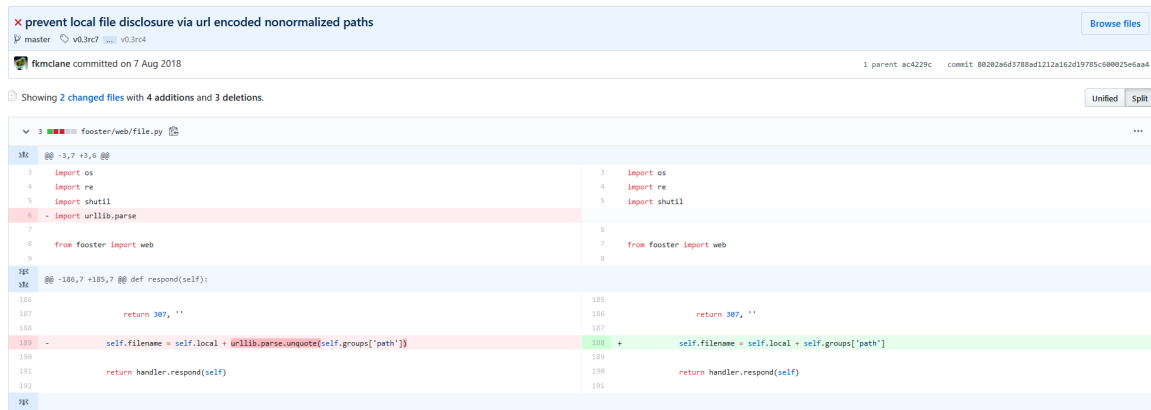 ✕ prevent local file disclosure via url encoded nonormalized paths
Browse files
master v0.3rc7 ... v0.3rc4
fkmclane committed on 7 Aug 2018
1 parent ac4229c commit 80202a6d3788ad1212a162d19785c600025e6aa4
Showing 2 changed files with 4 additions and 3 deletions.
Unified Split
3 fooster/web/file.py ...
@@ -3,7 +3,6 @@
3 import os 3 import os
4 import re 4 import re
5 import shutil 5 import shutil
6 - import urllib.parse
7 6
8 from fooster import web 7 from fooster import web
9 8
@@ -186,7 +185,7 @@ def respond(self):
186 185
187 return 307, '' 186 return 307, ''
188 187
189 - self.filename = self.local + urllib.parse.unquote(self.groups['path']) 188 + self.filename = self.local + self.groups['path']
190 189
191 return handler.respond(self) 190 return handler.respond(self)
192 191